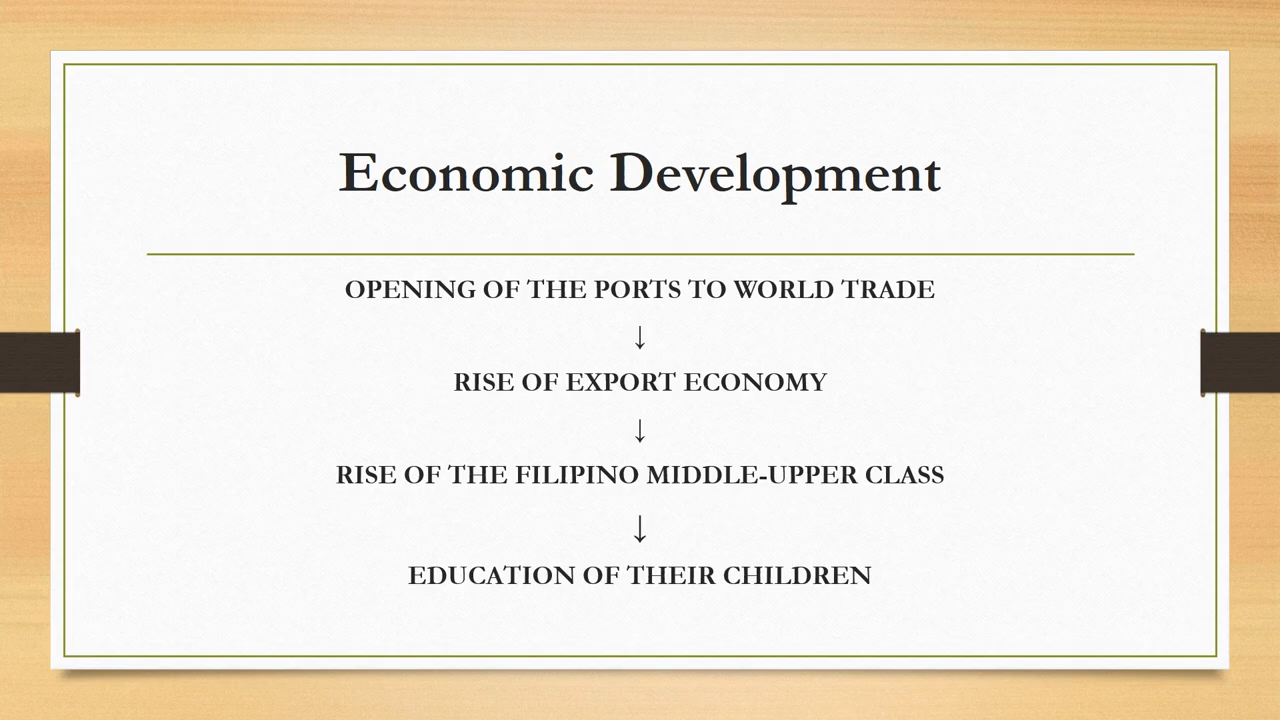 Economic Development
OPENING OF THE PORTS TO WORLD TRADE
↓
RISE OF EXPORT ECONOMY
↓
RISE OF THE FILIPINO MIDDLE-UPPER CLASS
↓
EDUCATION OF THEIR CHILDREN